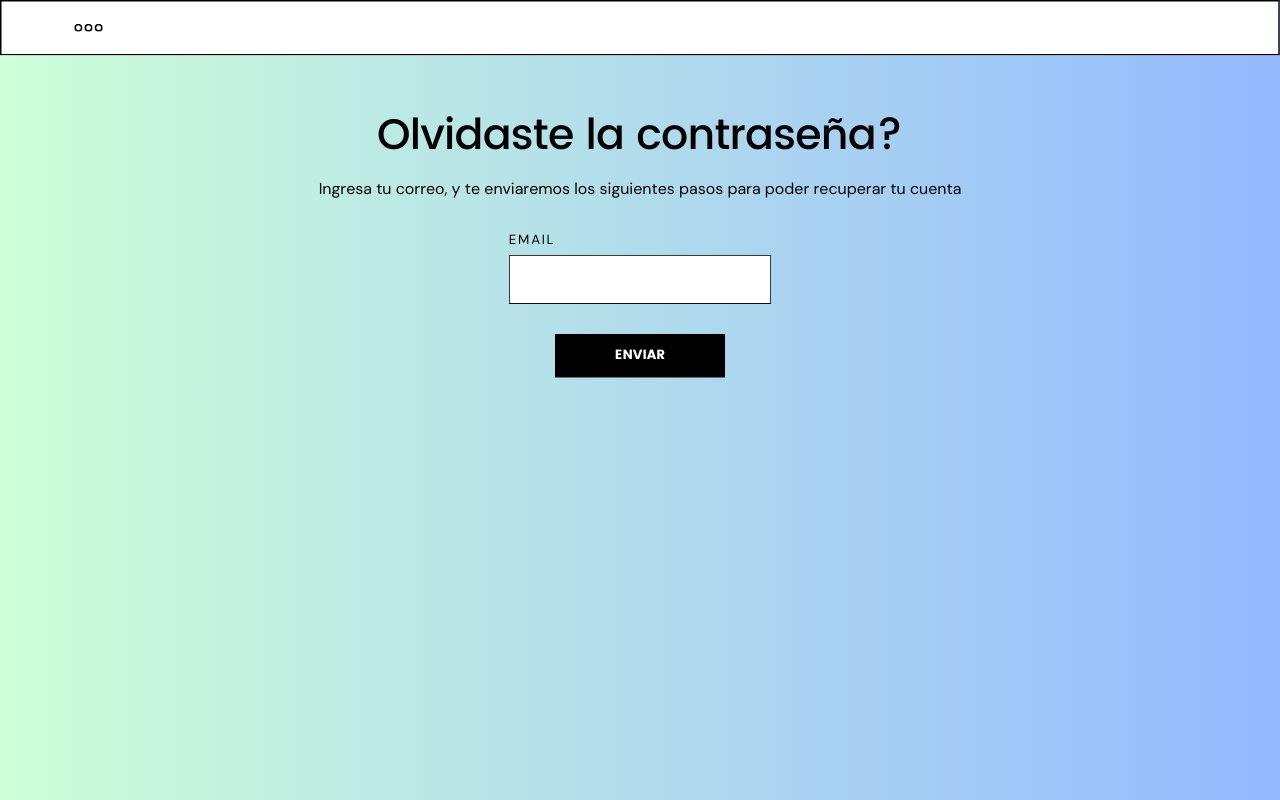 ooo
Olvidaste la contraseña?
Ingresa tu correo, y te enviaremos los siguientes pasos para poder recuperar tu cuenta
EMAIL
ENVIAR